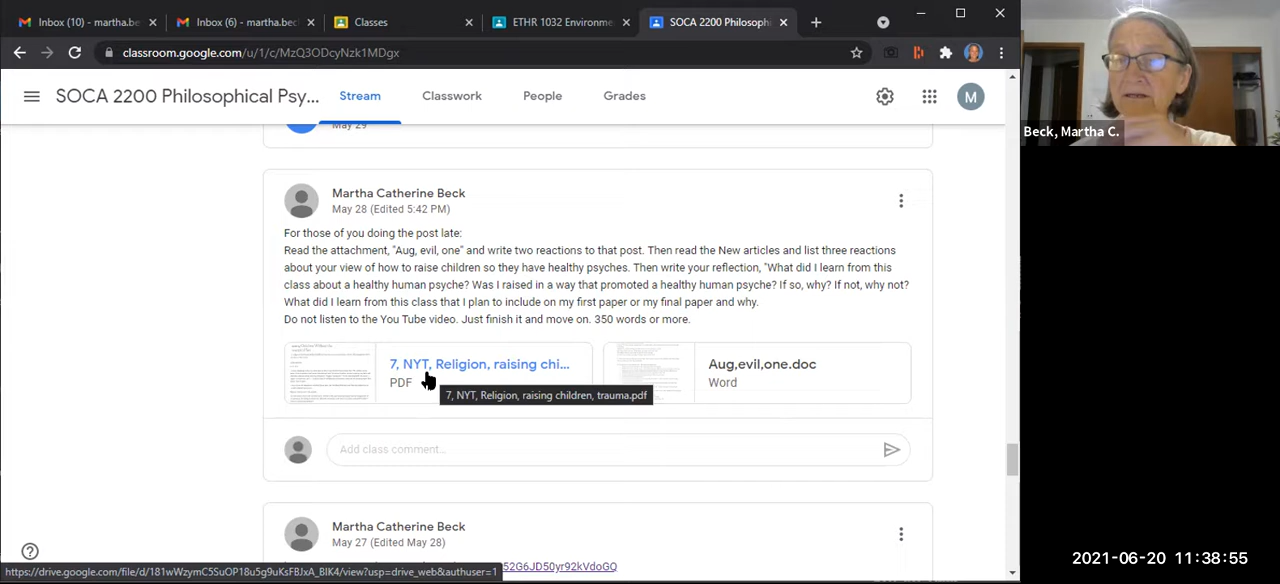 Inbox (10) - martha.be
Inbox (6) - martha.bec
Classes
ETHR 1032 Environme
SOCA 2200 Philosophi
classroom.google.com/u/1/c/MzQ3ODcyNzk1MDgx
SOCA 2200 Philosophical Psy...
Stream
Classwork
People
Grades
M
Beck, Martha C.
May 29
Martha Catherine Beck
May 28 (Edited 5:42 PM)
For those of you doing the post late:
Read the attachment, "Aug, evil, one" and write two reactions to that post. Then read the New articles and list three reactions
about your view of how to raise children so they have healthy psyches. Then write your reflection, "What did I learn from this
class about a healthy human psyche? Was I raised in a way that promoted a healthy human psyche? If so, why? If not, why not?
What did I learn from this class that I plan to include on my first paper or my final paper and why.
Do not listen to the You Tube video. Just finish it and move on. 350 words or more.
7, NYT, Religion, raising chi...
PDF
Aug,evil,one.doc
Word
7, NYT, Religion, raising children, trauma.pdf
Add class comment...
Martha Catherine Beck
May 27 (Edited May 28)
52G6JD50yr92kVdoGQ
https://drive.google.com/file/d/181wWzymC5SuOP18u5g9uKsFBJxA_BIK4/view?usp=drive_web&authuser=1
2021-06-20 11:38:55